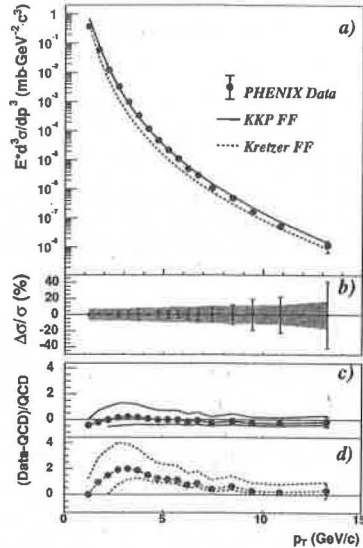 E*d³σ/dp³ (mb·GeV⁻²·c³)
1
10⁻¹
10⁻²
10⁻³
10⁻⁴
10⁻⁵
10⁻⁶
10⁻⁷
10⁻⁸
a)
PHENIX Data
KKP FF
Kretzer FF
Δσ/σ (%)
40
20
0
-20
-40
b)
(Data-QCD)/QCD
2
0
c)
4
2
0
d)
0 5 10 15
p_T (GeV/c)